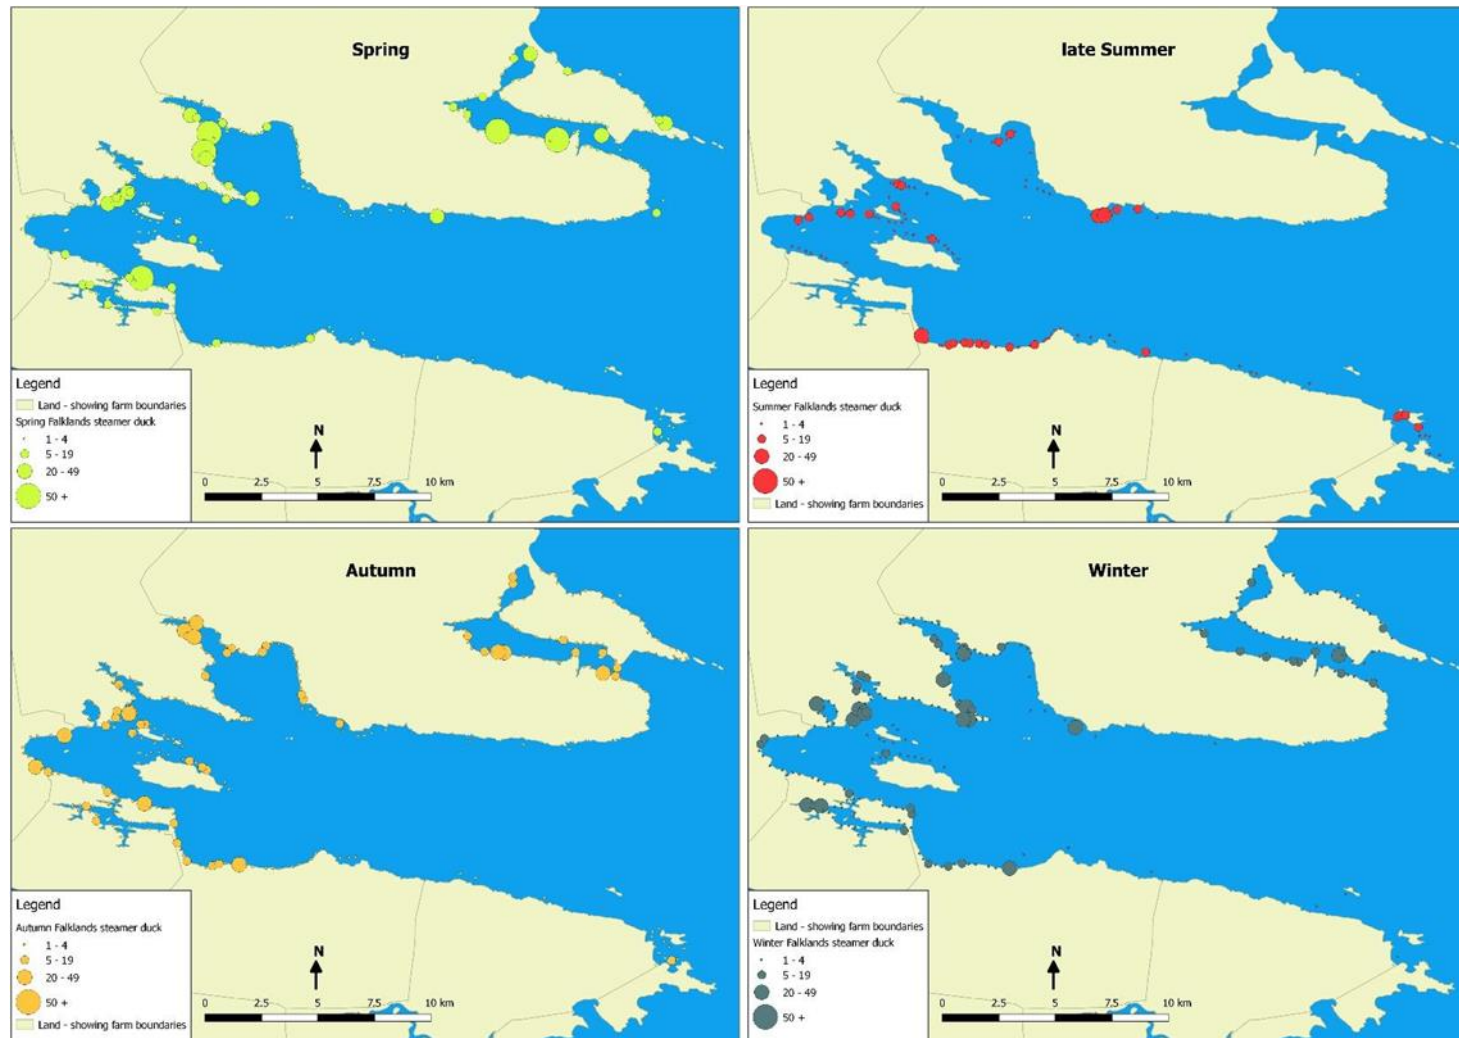 Spring
Legend
Land - showing farm boundaries
Spring Falklands steamer duck
1 - 4
5 - 19
20 - 49
50 +
N
0 2.5 5 7.5 10 km
late Summer
Legend
Summer Falklands steamer duck
1 - 4
5 - 19
20 - 49
50 +
Land - showing farm boundaries
N
0 2.5 5 7.5 10 km
Autumn
Legend
Autumn Falklands steamer duck
1 - 4
5 - 19
20 - 49
50 +
Land - showing farm boundaries
N
0 2.5 5 7.5 10 km
Winter
Legend
Land - showing farm boundaries
Winter Falklands steamer duck
1 - 4
5 - 19
20 - 49
50 +
N
0 2.5 5 7.5 10 km